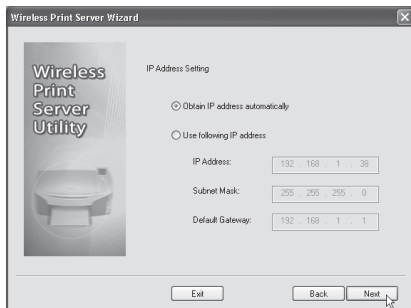 Wireless Print Server Wizard
Wireless
Print
Server
Utility
IP Address Setting
Obtain IP address automatically
Use following IP address
IP Address: 192 . 168 . 1 . 38
Subnet Mask: 255 . 255 . 255 . 0
Default Gateway: 192 . 168 . 1 . 1
Exit Back Next